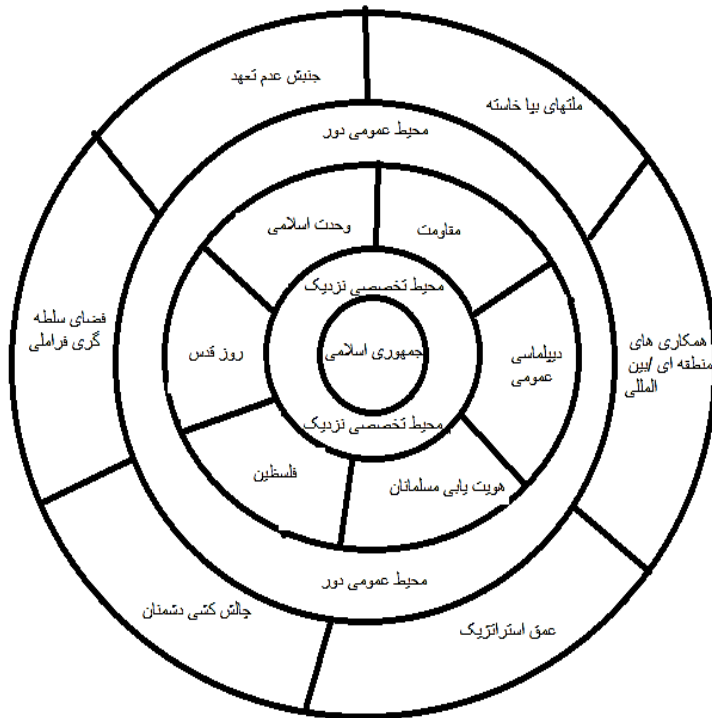 جنبش عدم تعهد
ملتهای بپا خاسته
محیط عمومی دور
وحدت اسلامی
مقاومت
محیط تخصصی نزدیک
فضای سلطه
گری فراملی
روز قدس
جمهوری اسلامی
دیپلماسی
عمومی
همکاری های
منطقه ای /بین
المللی
محیط تخصصی نزدیک
فلسطین
هویت یابی مسلمانان
محیط عمومی دور
چالش کشی دشمنان
عمق استراتژیک